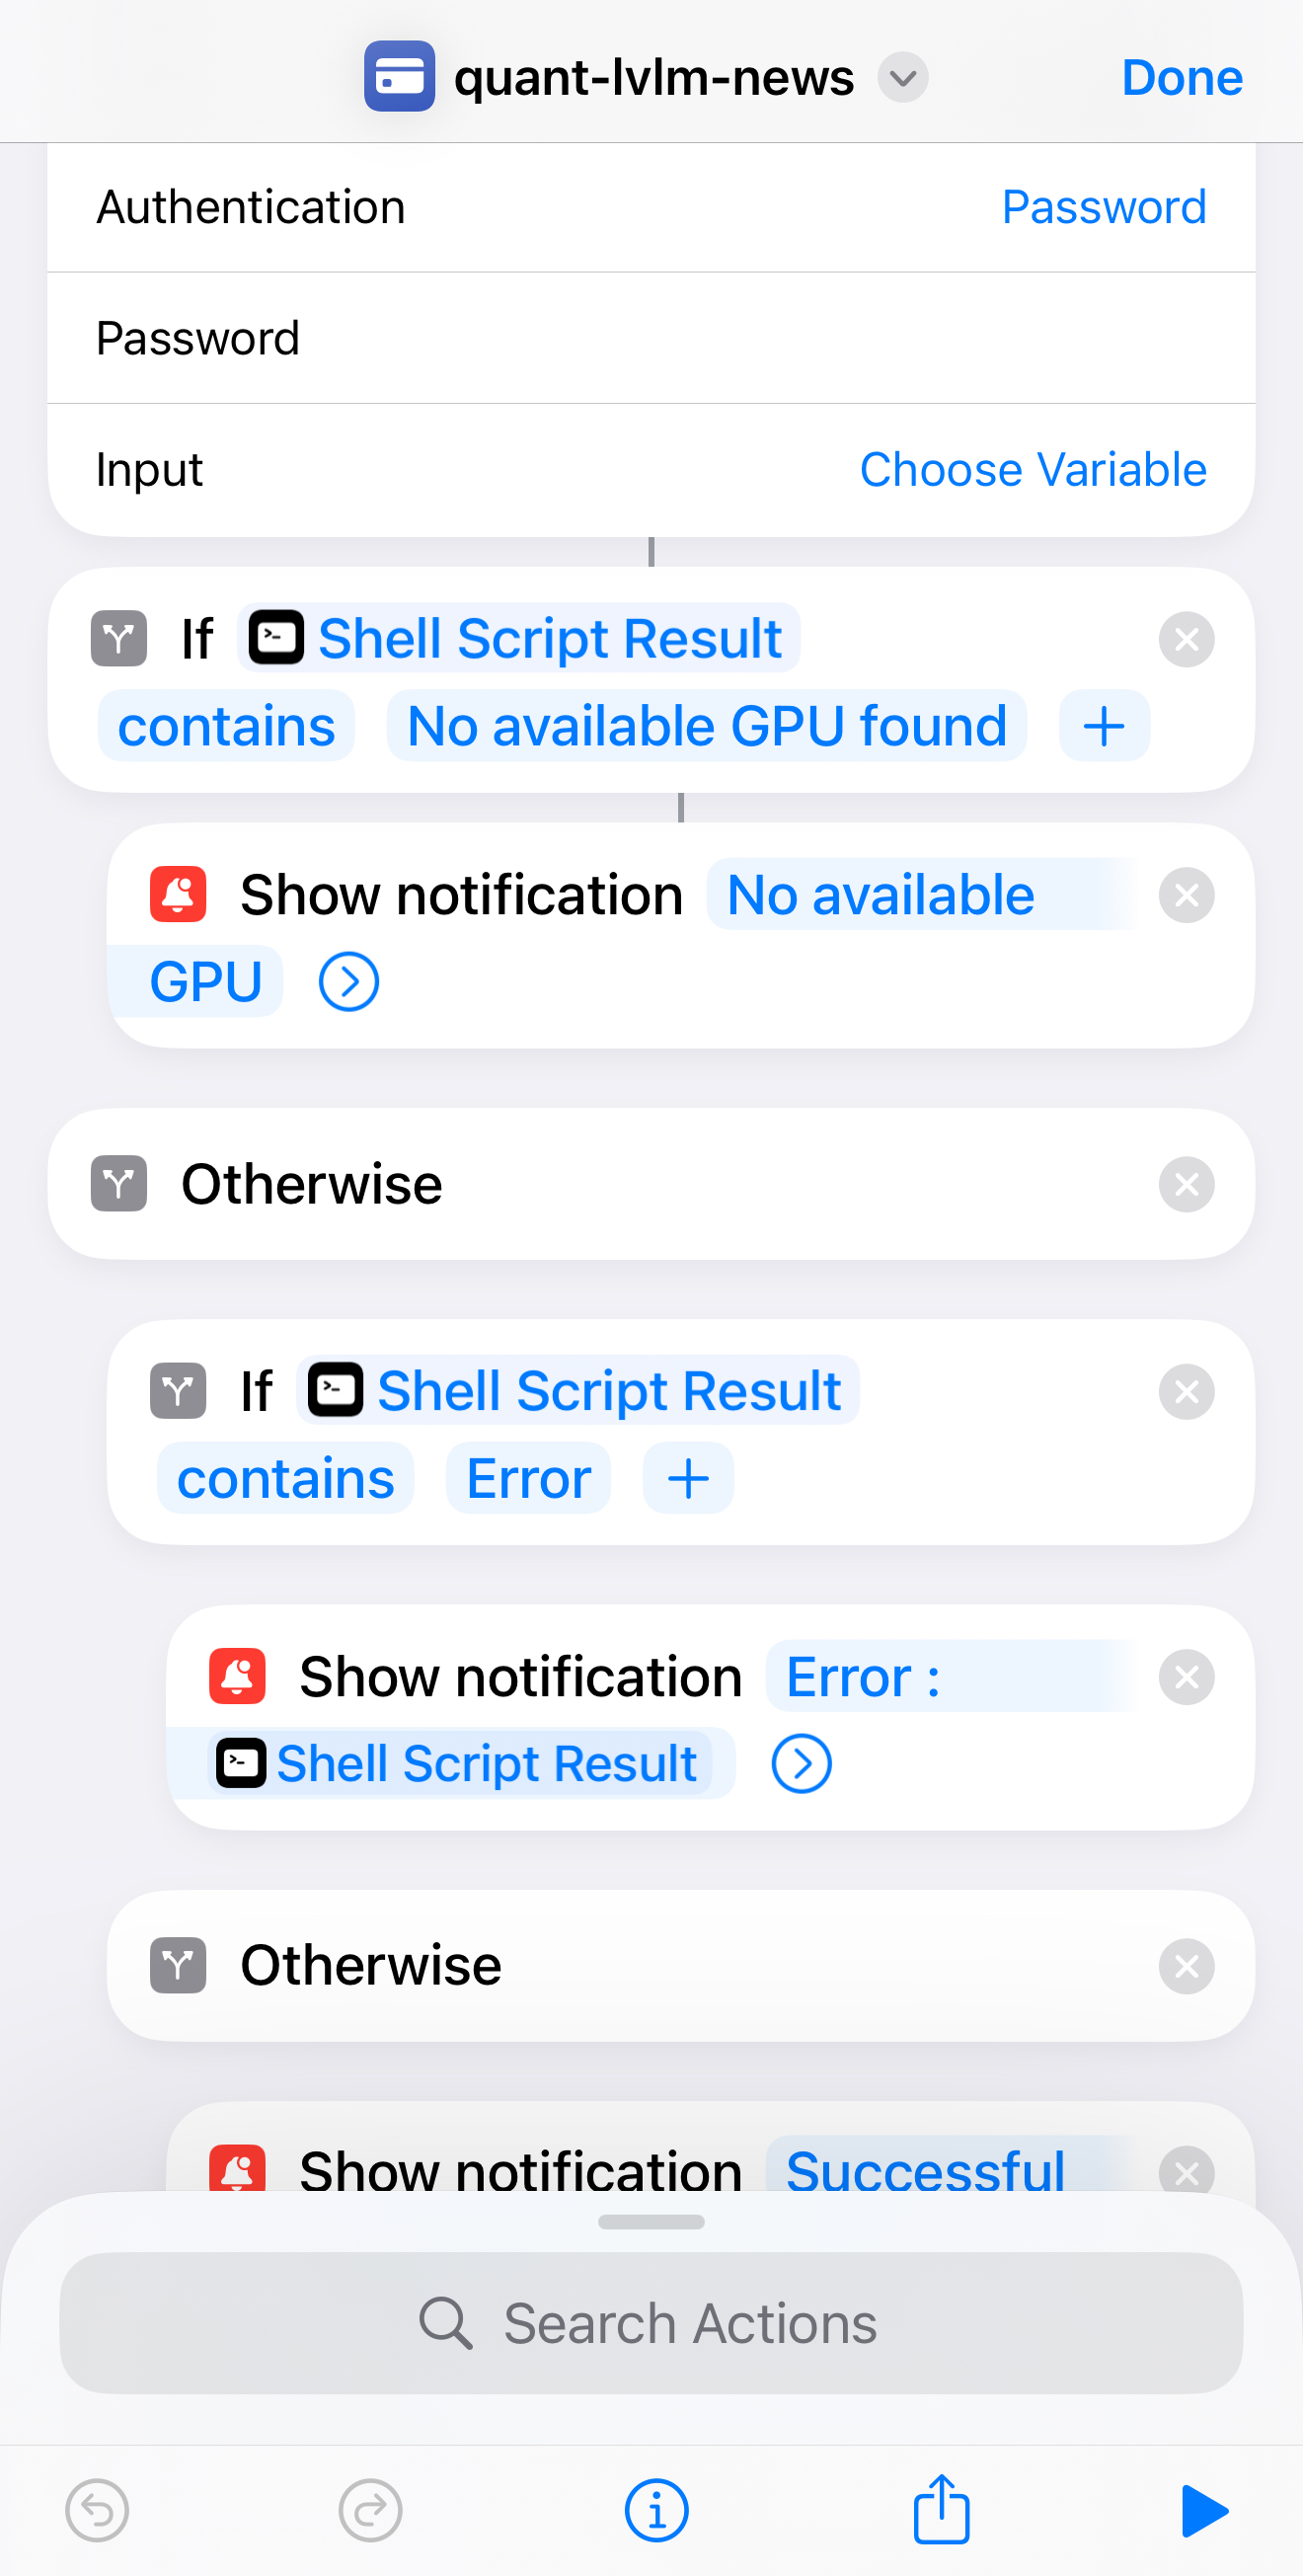 quant-lvlm-news
Done
Authentication Password
Password
Input Choose Variable
If Shell Script Result
contains No available GPU found
Show notification No available
GPU
Otherwise
If Shell Script Result
contains Error
Show notification Error :
Shell Script Result
Otherwise
Show notification Successful
Search Actions